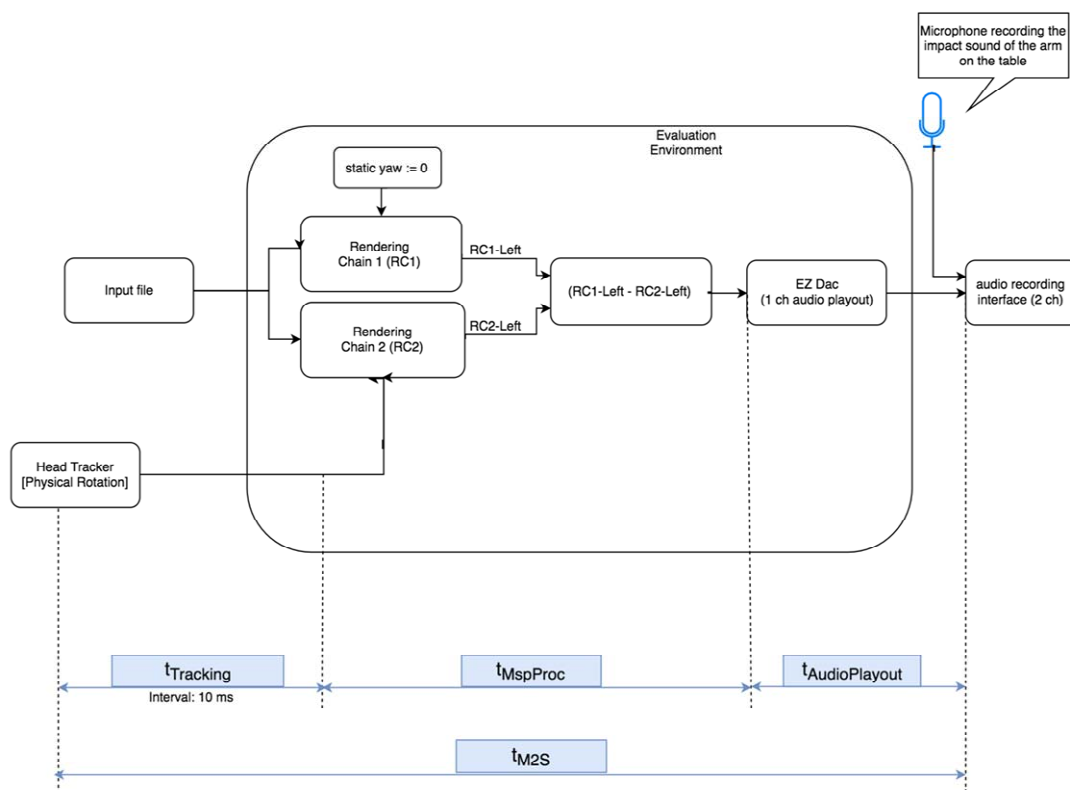 Microphone recording the
impact sound of the arm
on the table
Evaluation
Environment
static yaw := 0
Rendering
Chain 1 (RC1)
RC1-Left
Input file
(RC1-Left - RC2-Left)
EZ Dac
(1 ch audio playout)
audio recording
interface (2 ch)
Rendering
Chain 2 (RC2)
RC2-Left
Head Tracker
[Physical Rotation]
tTracking
Interval: 10 ms
tMspProc
tAudioPlayout
tM2S